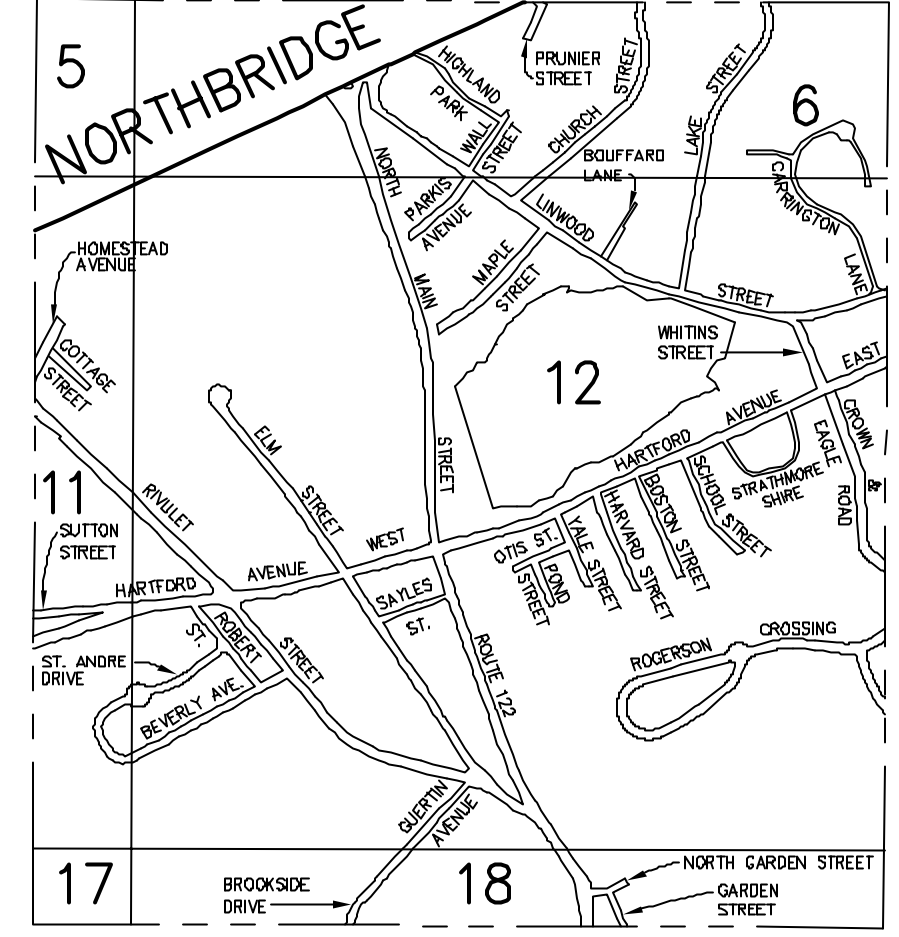 5
NORTHBRIDGE
HIGHLAND
PARK
WALL
STREET
PRUNIER
STREET
CHURCH
STREET
LAKE
STREET
6
BOUFFARD
LANE
CARRINGTON
LANE
NORTH
MAIN
STREET
PARKIS
AVENUE
LINWOOD
STREET
MAPLE
STREET
HOMESTEAD
AVENUE
COTTAGE
STREET
WHITINS
STREET
12
EAST
HARTFORD
AVENUE
CROWN
EAGLE
ROAD
&
STRATHMORE
SHIRE
SCHOOL STREET
BOSTON STREET
HARVARD STREET
YALE STREET
OTIS ST.
POND
STREET
ELM
STREET
11
RIVULET
STREET
SUTTON
STREET
HARTFORD
AVENUE
WEST
SAYLES
ST.
ROBERT
ST.
ST. ANDRE
DRIVE
BEVERLY AVE.
ROUTE 122
ROGERSON
CROSSING
GUERTIN
AVENUE
17
BROOKSIDE
DRIVE
18
NORTH GARDEN STREET
GARDEN
STREET